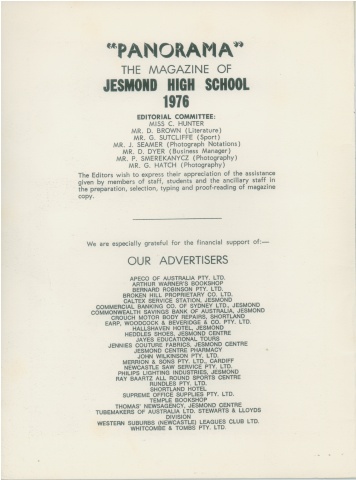 "PANORAMA"
THE MAGAZINE OF
JESMOND HIGH SCHOOL
1976
EDITORIAL COMMITTEE:
MISS C. HUNTER
MR. D. BROWN (Literature)
MR. G. SUTCLIFFE (Sport)
MR. J. SEAMER (Photograph Notations)
MR. D. DYER (Business Manager)
MR. P. SMEREKANYCZ (Photography)
MR. G. HATCH (Photography)
The Editors wish to express their appreciation of the assistence
given by members of staff, students and the ancillary staff in
the preparation, selection, typing and proof-reading of magazine
copy.
We are especially grateful for the financial support of:—
OUR ADVERTISERS
APECO OF AUSTRALIA PTY. LTD.
ARTHUR WARNER'S BOOKSHOP
BERNARD ROBINSON PTY. LTD.
BROKEN HILL PROPRIETARY CO. LTD.
CALTEX SERVICE STATION, JESMOND
COMMERCIAL BANKING CO. OF SYDNEY LTD., JESMOND
COMMONWEALTH SAVINGS BANK OF AUSTRALIA, JESMOND
CROUCH MOTOR BODY REPAIRS, SHORTLAND
EARP, WOODCOCK & BEVERIDGE & CO. PTY. LTD.
HALLSHAVEN HOTEL, JESMOND
HEDDLES SHOES, JESMOND CENTRE
JAYES EDUCATIONAL TOURS
JENNIES COUTURE FABRICS, JESMOND CENTRE
JESMOND CENTRE PHARMACY
JOHN WILKINSON PTY. LTD.
MERRION & SONS PTY. LTD., CARDIFF
NEWCASTLE SAW SERVICE PTY. LTD.
PHILIPS LIGHTING INDUSTRIES, JESMOND
RAY BAARTZ ALL ROUND SPORTS CENTRE
RUNDLES PTY. LTD.
SHORTLAND HOTEL
SUPREME OFFICE SUPPLIES PTY. LTD.
TEMPLE BOOKSHOP
THOMAS' NEWSAGENCY, JESMOND CENTRE
TUBEMAKERS OF AUSTRALIA LTD. STEWARTS & LLOYDS
DIVISION
WESTERN SUBURBS (NEWCASTLE) LEAGUES CLUB LTD.
WHITCOMBE & TOMBS PTY. LTD.